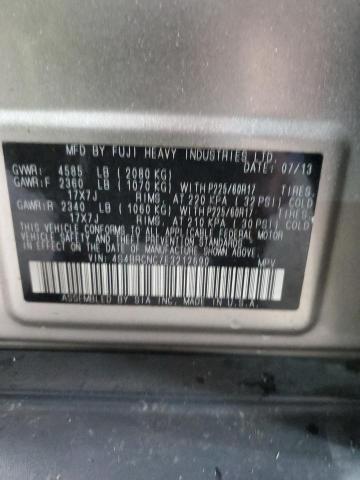 MFD BY FUJI HEAVY INDUSTRIES LTD.
DATE: 07/13
GVWR: 4585 LB (2080 KG)
GAWR:F 2360 LB (1070 KG) WITH P225/60R17 TIRES,
17X7J RIMS, AT 220 KPA (32 PSI) COLD
GAWR:R 2340 LB (1060 KG) WITH P225/60R17 TIRES,
17X7J RIMS, AT 210 KPA (30 PSI) COLD
THIS VEHICLE CONFORMS TO ALL APPLICABLE FEDERAL MOTOR
VEHICLE SAFETY AND THEFT PREVENTION STANDARDS IN
EFFECT ON THE DATE OF MANUFACTURE SHOWN ABOVE.
VIN: MPV
ASSEMBLED BY SIA INC, MADE IN U.S.A